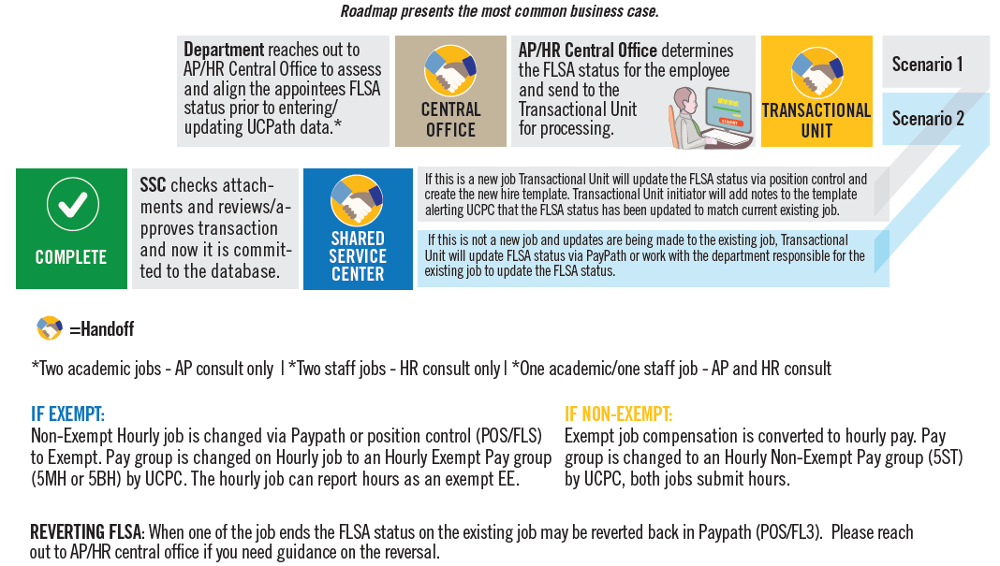 Roadmap presents the most common business case.
Department reaches out to
AP/HR Central Office to assess
and align the appointees FLSA
status prior to entering/
updating UCPath data.*
CENTRAL
OFFICE
AP/HR Central Office determines
the FLSA status for the employee
and send to the
Transactional Unit
for processing.
TRANSACTIONAL
UNIT
Scenario 1
Scenario 2
If this is a new job Transactional Unit will update the FLSA status via position control and
create the new hire template. Transactional Unit initiator will add notes to the template
alerting UCPC that the FLSA status has been updated to match current existing job.
If this is not a new job and updates are being made to the existing job, Transactional
Unit will update FLSA status via PayPath or work with the department responsible for the
existing job to update the FLSA status.
SHARED
SERVICE
CENTER
SSC checks attach-
ments and reviews/a-
pproves transaction
and now it is commit-
ted to the database.
COMPLETE
=Handoff
*Two academic jobs - AP consult only | *Two staff jobs - HR consult only | *One academic/one staff job - AP and HR consult
IF EXEMPT:
Non-Exempt Hourly job is changed via Paypath or position control (POS/FLS)
to Exempt. Pay group is changed on Hourly job to an Hourly Exempt Pay group
(5MH or 5BH) by UCPC. The hourly job can report hours as an exempt EE.
IF NON-EXEMPT:
Exempt job compensation is converted to hourly pay. Pay
group is changed to an Hourly Non-Exempt Pay group (5ST)
by UCPC, both jobs submit hours.
REVERTING FLSA: When one of the job ends the FLSA status on the existing job may be reverted back in Paypath (POS/FL3). Please reach
out to AP/HR central office if you need guidance on the reversal.